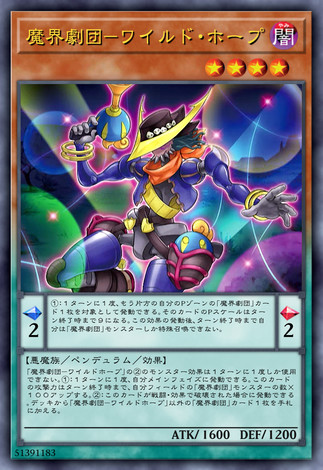 魔界劇団－ワイルド・ホープ
闇
やみ
①：１ターンに１度、もう片方の自分のＰゾーンの「魔界劇団」カード１枚を対象として発動できる。そのカードのＰスケールはターン終了時まで９になる。この効果の発動後、ターン終了時まで自分は「魔界劇団」モンスターしか特殊召喚できない。
2
2
【悪魔族／ペンデュラム／効果】
「魔界劇団－ワイルド・ホープ」の②のモンスター効果は１ターンに１度しか使用できない。①：１ターンに１度、自分メインフェイズに発動できる。このカードの攻撃力はターン終了時まで、自分フィールドの「魔界劇団」モンスターの数×１００アップする。②：このカードが戦闘・効果で破壊された場合に発動できる。デッキから「魔界劇団－ワイルド・ホープ」以外の「魔界劇団」カード１枚を手札に加える。
ATK/1600 DEF/1200
51391183